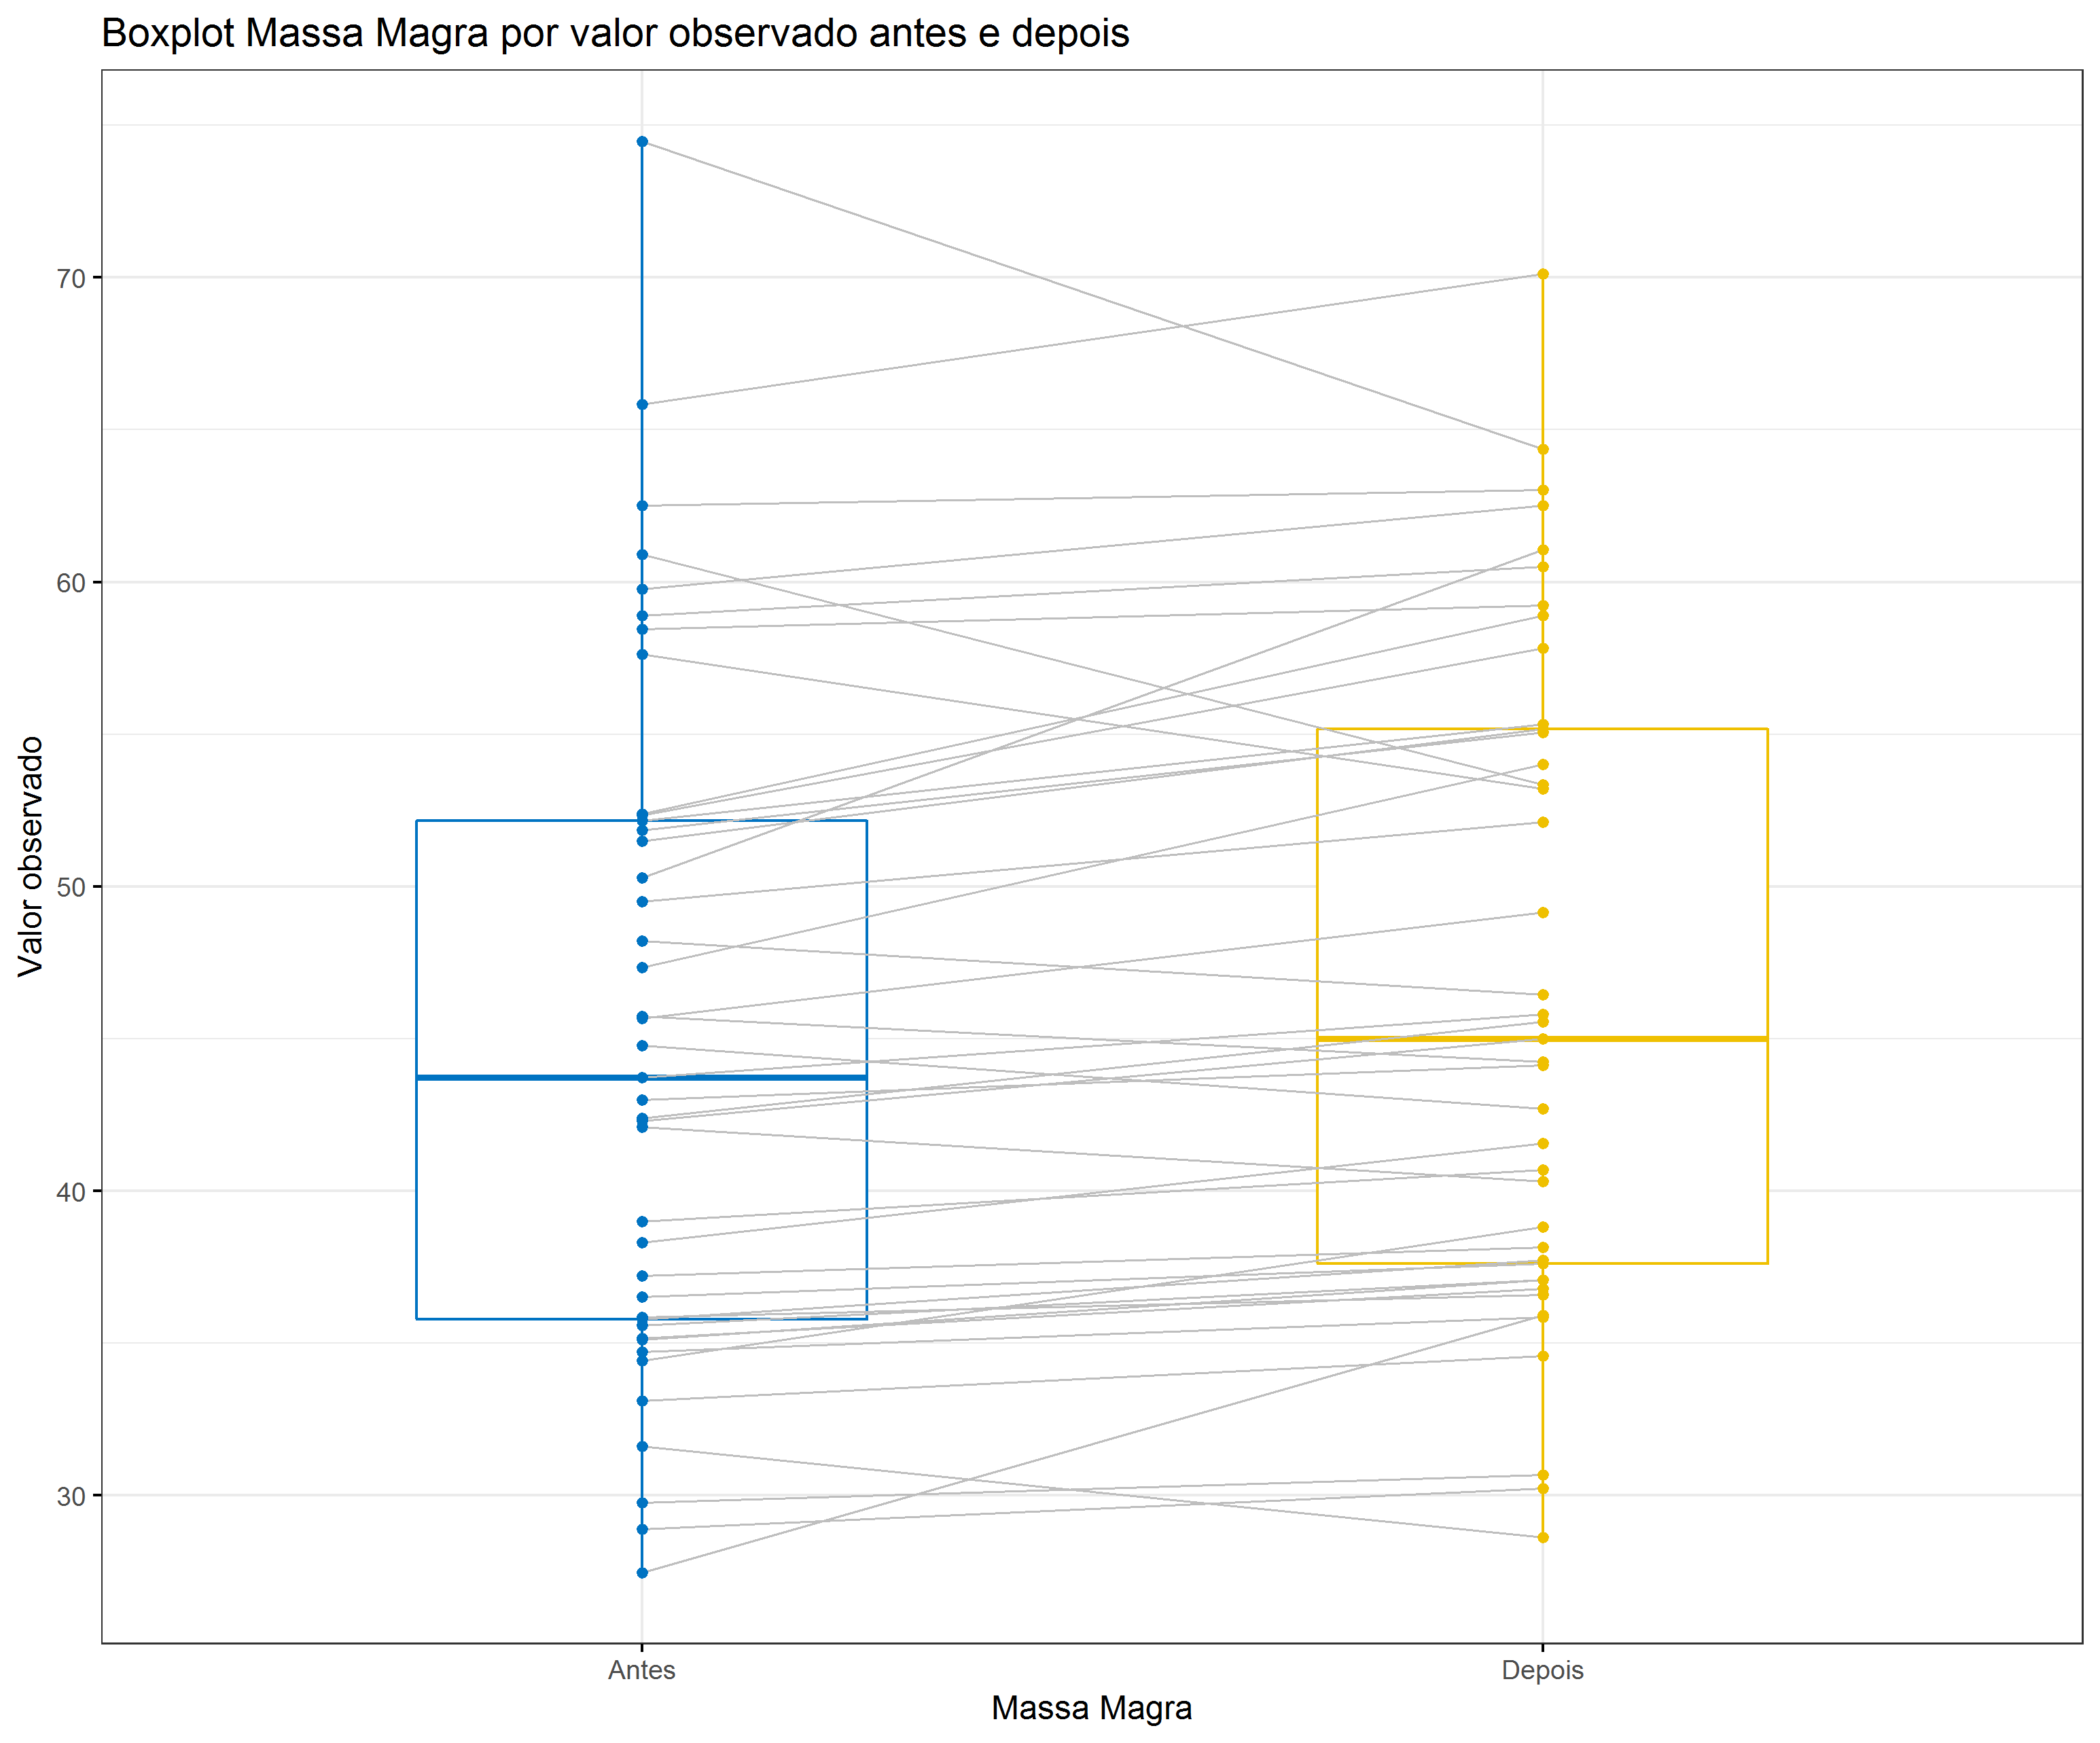 Boxplot Massa Magra por valor observado antes e depois
Valor observado
70
60
50
40
30
Antes
Depois
Massa Magra